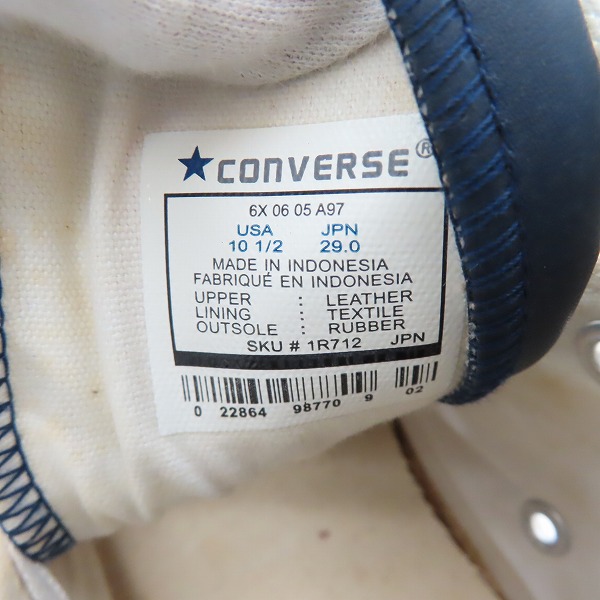 CONVERSE®
6X 06 05 A97
USA JPN
10 1/2 29.0
MADE IN INDONESIA
FABRIQUÉ EN INDONESIA
UPPER : LEATHER
LINING : TEXTILE
OUTSOLE : RUBBER
SKU # 1R712 JPN
0 22864 98770 9 02